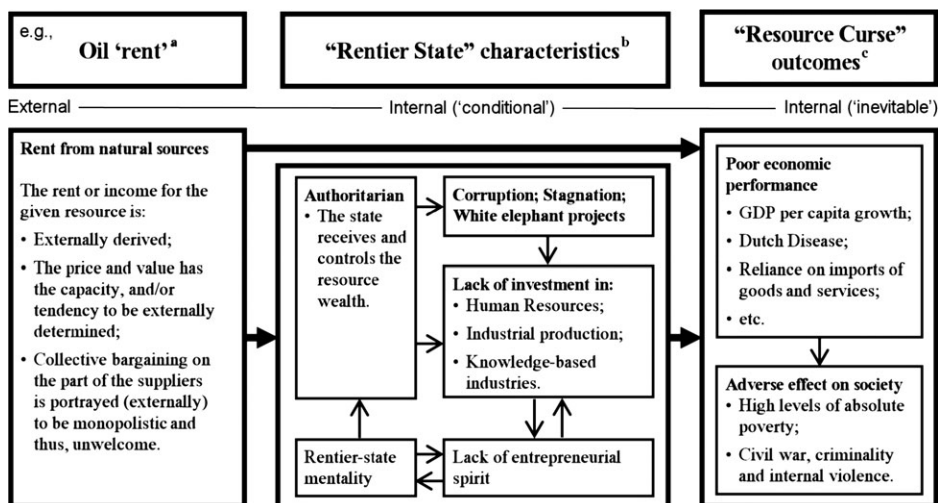 e.g.,
Oil ‘rent’ᵃ
“Rentier State” characteristicsᵇ
“Resource Curse”
outcomesᶜ
External
Internal (‘conditional’)
Internal (‘inevitable’)
Rent from natural sources
The rent or income for the
given resource is:
• Externally derived;
• The price and value has
the capacity, and/or
tendency to be externally
determined;
• Collective bargaining on
the part of the suppliers
is portrayed (externally)
to be monopolistic and
thus, unwelcome.
Authoritarian
• The state
receives and
controls the
resource
wealth.
Rentier-state
mentality
Corruption; Stagnation;
White elephant projects
Lack of investment in:
• Human Resources;
• Industrial production;
• Knowledge-based
industries.
Lack of entrepreneurial
spirit
Poor economic
performance
• GDP per capita growth;
• Dutch Disease;
• Reliance on imports of
goods and services;
• etc.
Adverse effect on society
• High levels of absolute
poverty;
• Civil war, criminality
and internal violence.